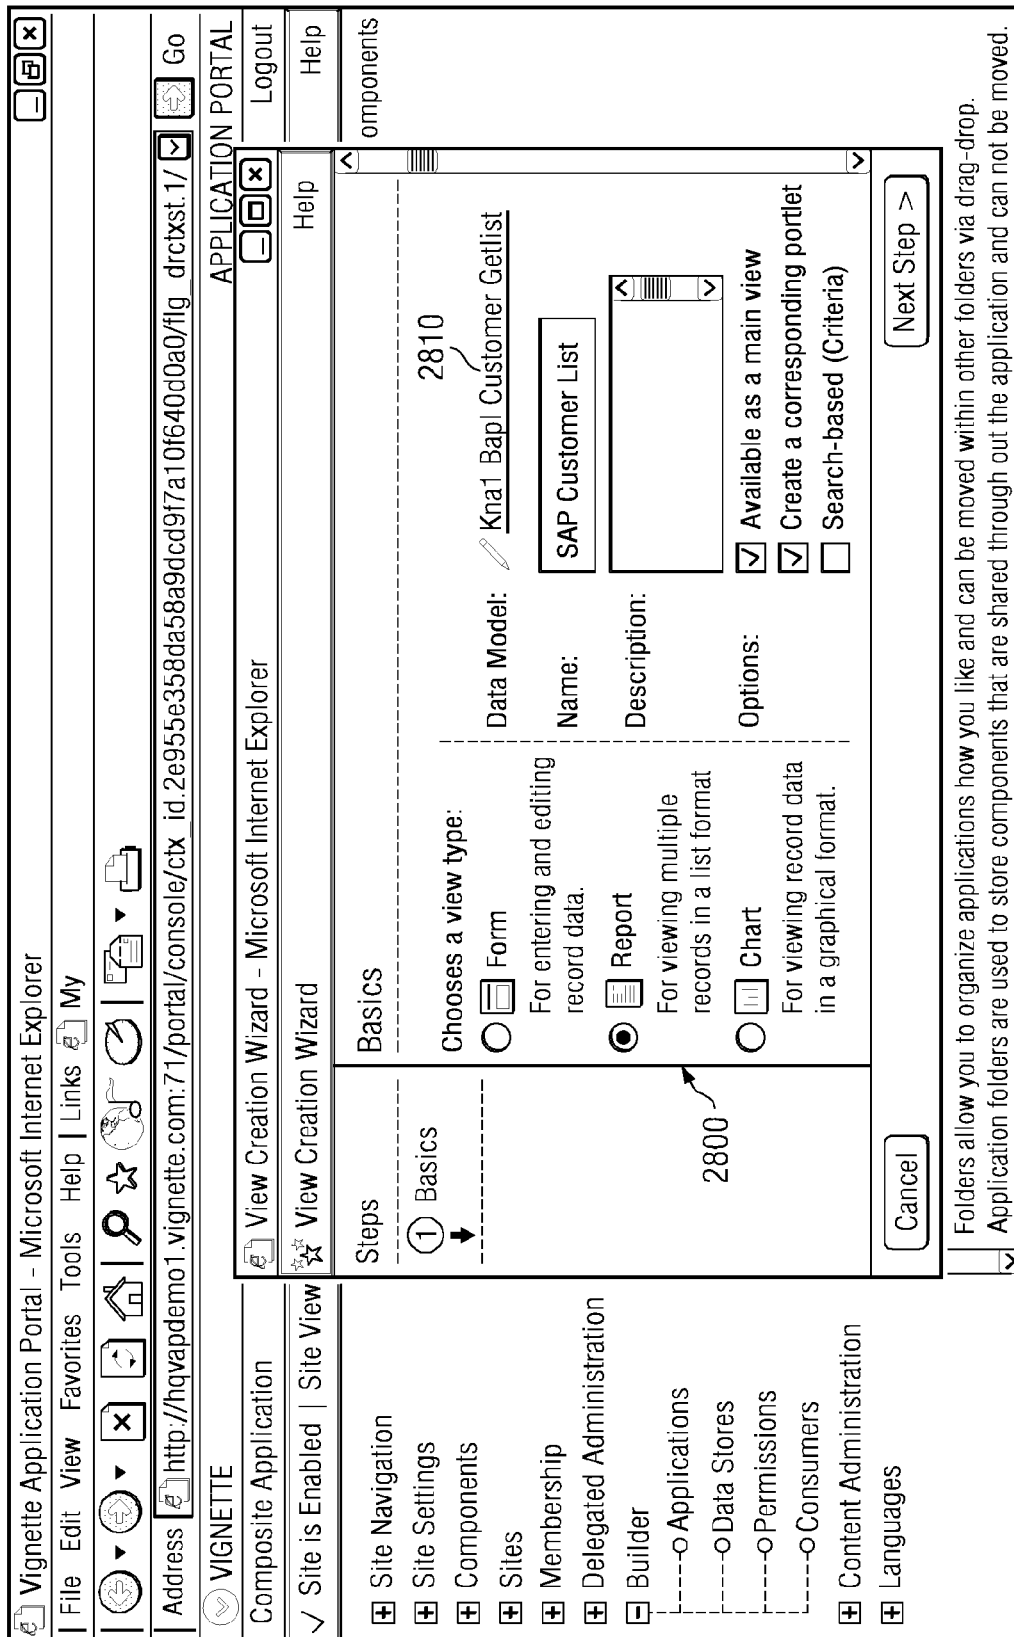 Vignette Application Portal - Microsoft Internet Explorer
File Edit View Favorites Tools Help | Links My
Address http://hqvapdemo1.vignette.com:71/portal/console/ctx_id.2e955e358da58a9dcd9f7a10f640d0a0/flg_drctxst.1/ Go
VIGNETTE APPLICATION PORTAL
Composite Application Logout
Site is Enabled | Site View Help
omponents
Site Navigation
Site Settings
Components
Sites
Membership
Delegated Administration
Builder
Applications
Data Stores
Permissions
Consumers
Content Administration
Languages
View Creation Wizard - Microsoft Internet Explorer
View Creation Wizard Help
Steps
1 Basics
2800
Basics
Chooses a view type:
Form
For entering and editing
record data.
Report
For viewing multiple
records in a list format
Chart
For viewing record data
in a graphical format.
2810
Data Model: Kna1 Bapl Customer Getlist
Name: SAP Customer List
Description:
Options: Available as a main view
Create a corresponding portlet
Search-based (Criteria)
Cancel Next Step >
Folders allow you to organize applications how you like and can be moved within other folders via drag-drop.
Application folders are used to store components that are shared through out the application and can not be moved.